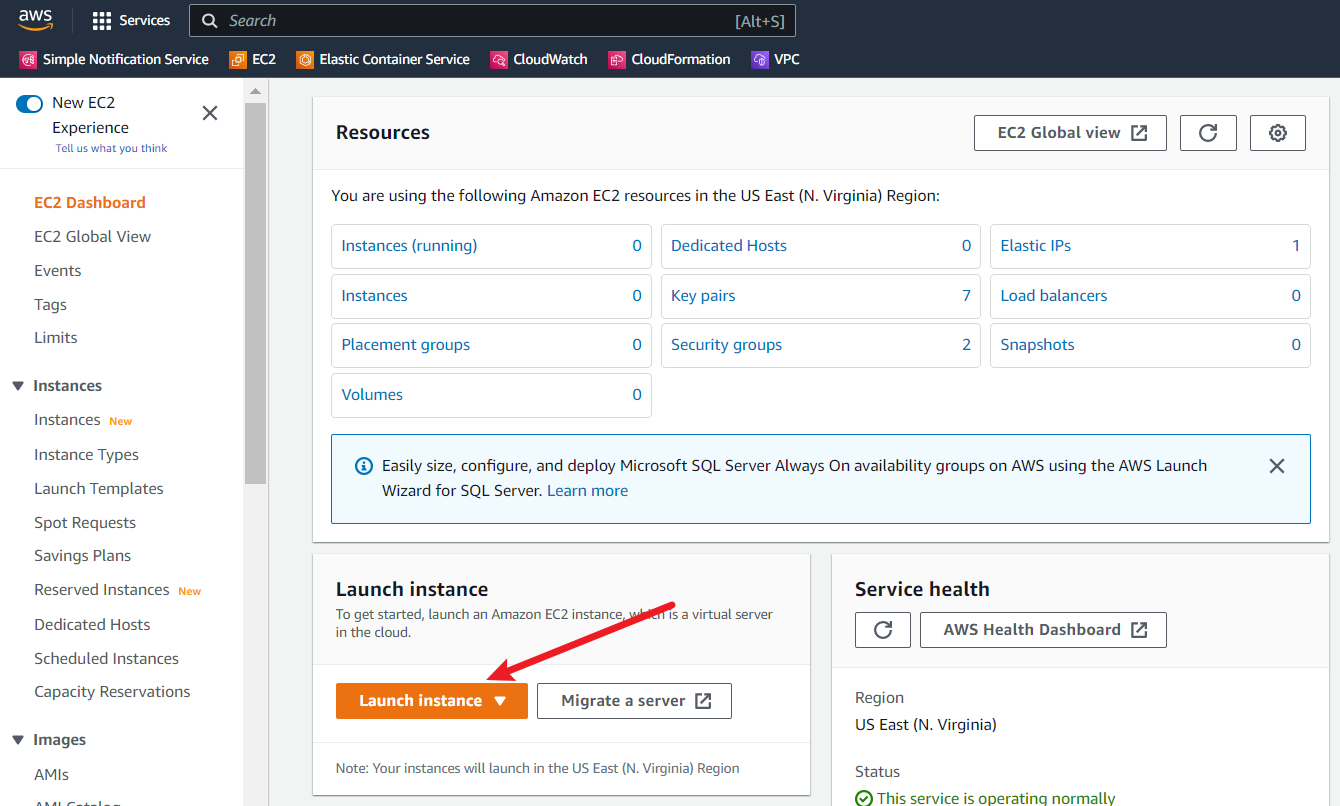 aws
Services
Search
[Alt+S]
Simple Notification Service
EC2
Elastic Container Service
CloudWatch
CloudFormation
VPC
New EC2
Experience
Tell us what you think
EC2 Dashboard
EC2 Global View
Events
Tags
Limits
Instances
Instances New
Instance Types
Launch Templates
Spot Requests
Savings Plans
Reserved Instances New
Dedicated Hosts
Scheduled Instances
Capacity Reservations
Images
AMIs
AMI Catalog
Resources
EC2 Global view
You are using the following Amazon EC2 resources in the US East (N. Virginia) Region:
Instances (running) 0
Dedicated Hosts 0
Elastic IPs 1
Instances 0
Key pairs 7
Load balancers 0
Placement groups 0
Security groups 2
Snapshots 0
Volumes 0
Easily size, configure, and deploy Microsoft SQL Server Always On availability groups on AWS using the AWS Launch
Wizard for SQL Server. Learn more
Launch instance
To get started, launch an Amazon EC2 instance, which is a virtual server
in the cloud.
Launch instance
Migrate a server
Note: Your instances will launch in the US East (N. Virginia) Region
Service health
AWS Health Dashboard
Region
US East (N. Virginia)
Status
This service is operating normally